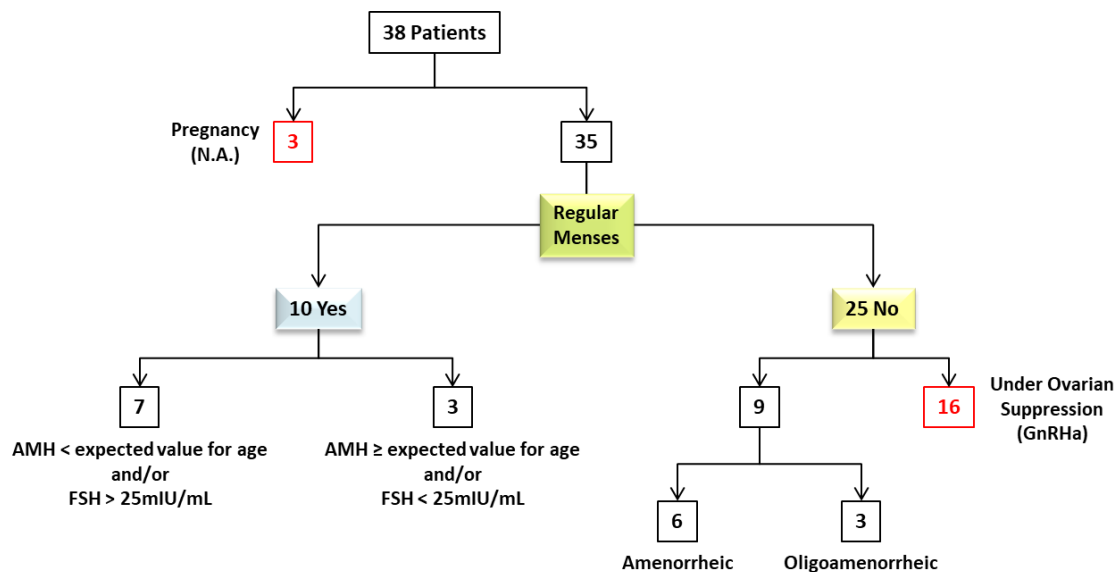 38 Patients
Pregnancy
(N.A.)
3
35
Regular
Menses
10 Yes
25 No
7
3
9
16
Under Ovarian
Suppression
(GnRHa)
AMH < expected value for age
and/or
FSH > 25mIU/mL
AMH ≥ expected value for age
and/or
FSH < 25mIU/mL
6
3
Amenorrheic
Oligoamenorrheic